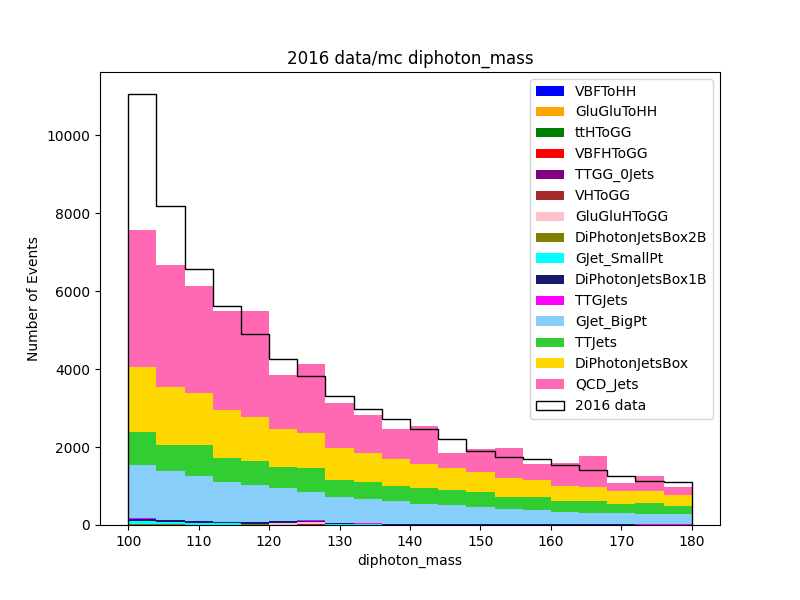 2016 data/mc diphoton_mass
VBFToHH
GluGluToHH
ttHToGG
VBFHToGG
TTGG_0Jets
VHToGG
GluGluHToGG
DiPhotonJetsBox2B
GJet_SmallPt
DiPhotonJetsBox1B
TTGJets
GJet_BigPt
TTJets
DiPhotonJetsBox
QCD_Jets
2016 data
Number of Events
10000
8000
6000
4000
2000
0
100 110 120 130 140 150 160 170 180
diphoton_mass